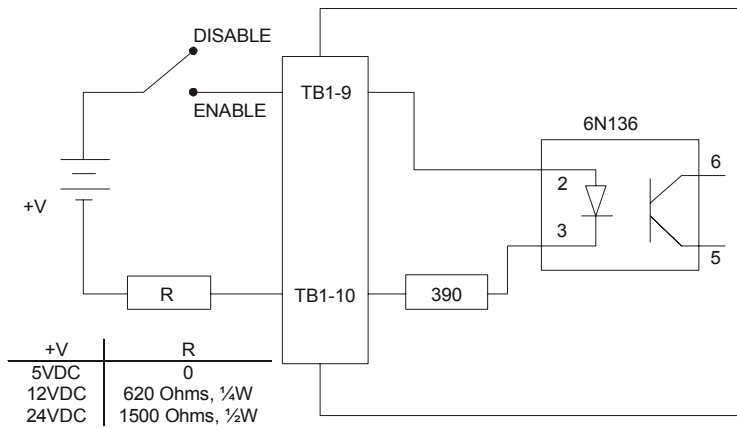 DISABLE
ENABLE
TB1-9
6N136
6
2
3
5
+V
R
TB1-10
390
+V R
5VDC 0
12VDC 620 Ohms, ¼W
24VDC 1500 Ohms, ½W